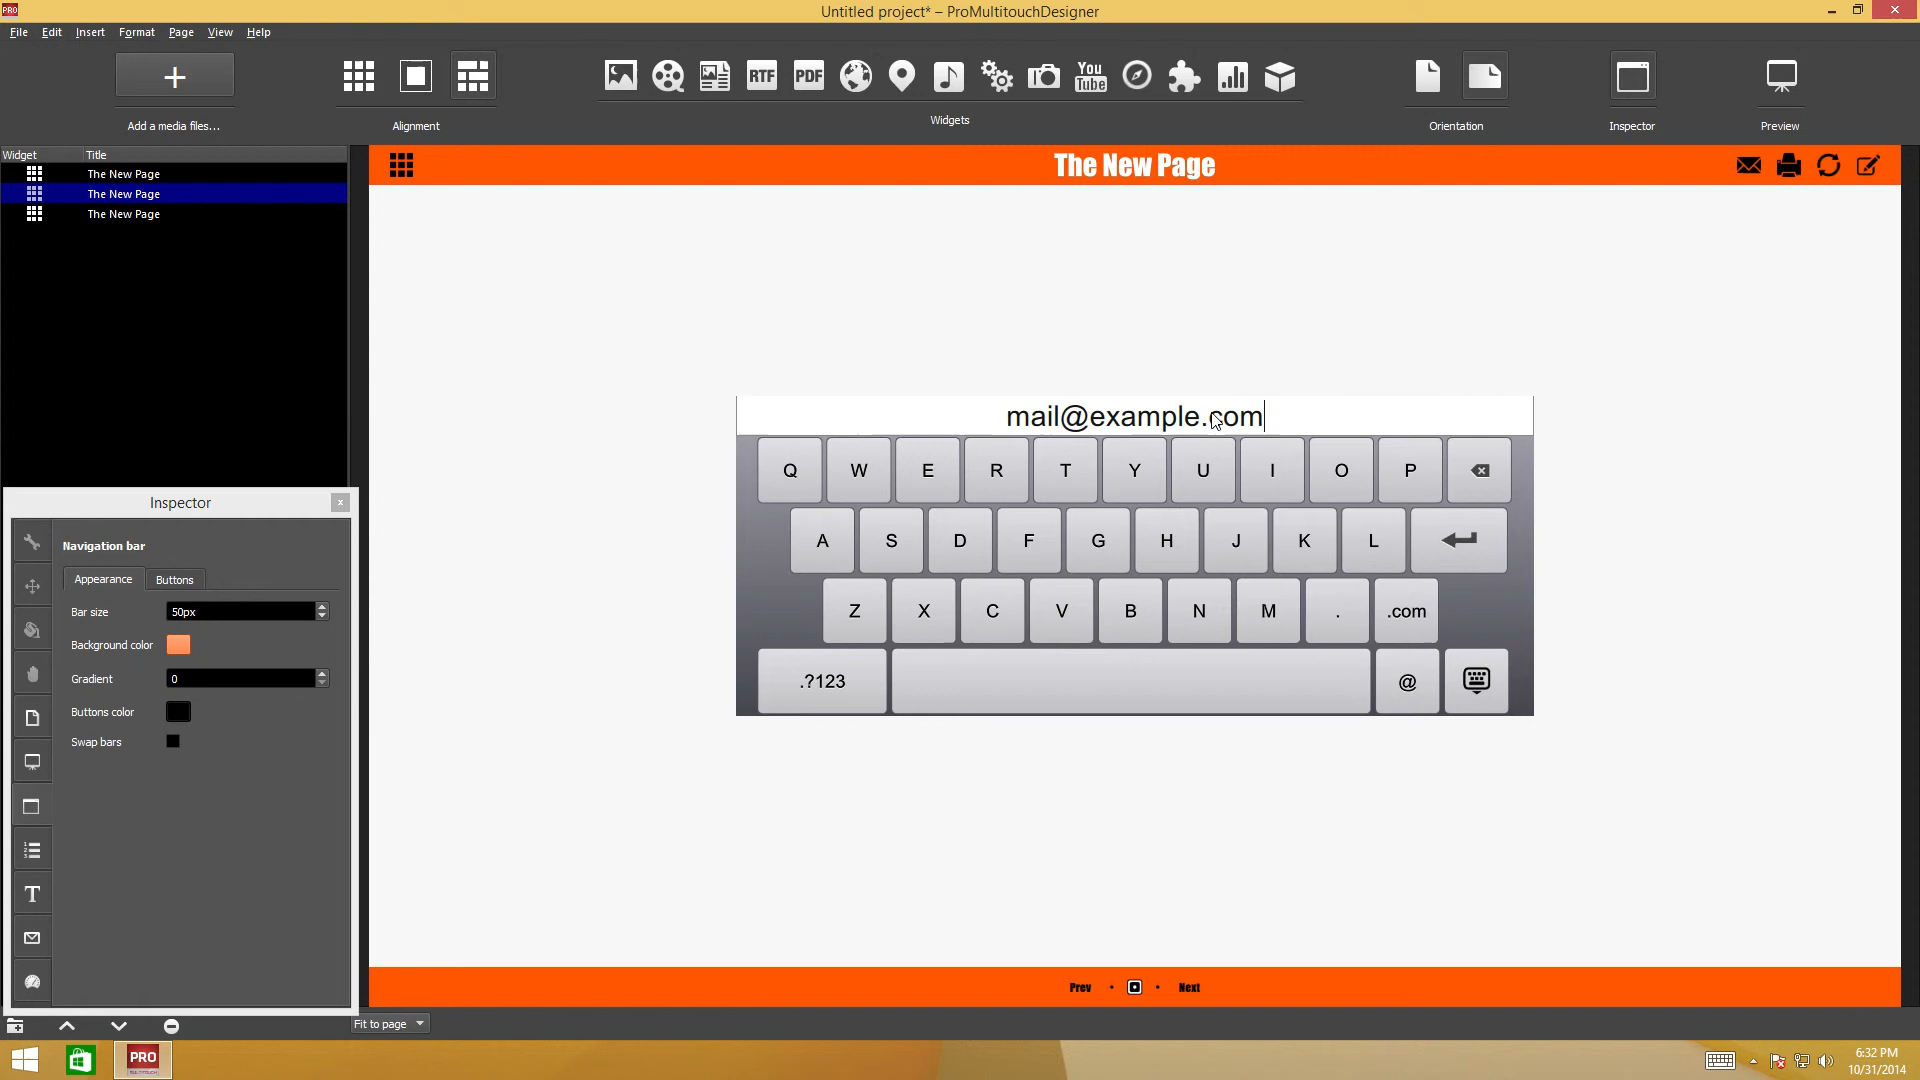 PRO
Untitled project* – ProMultitouchDesigner
File Edit Insert Format Page View Help
RTF PDF You Tube
Add a media files...
Alignment
Widgets
Orientation
Inspector
Preview
Widget Title
The New Page
The New Page
The New Page
The New Page
mail@example.com
Q W E R T Y U I O P
A S D F G H J K L
Z X C V B N M . .com
.?123 @
Inspector
Navigation bar
Appearance Buttons
Bar size 50px
Background color
Gradient 0
Buttons color
Swap bars
T
Prev Next
Fit to page
PRO
MULTITOUCH
6:32 PM
10/31/2014